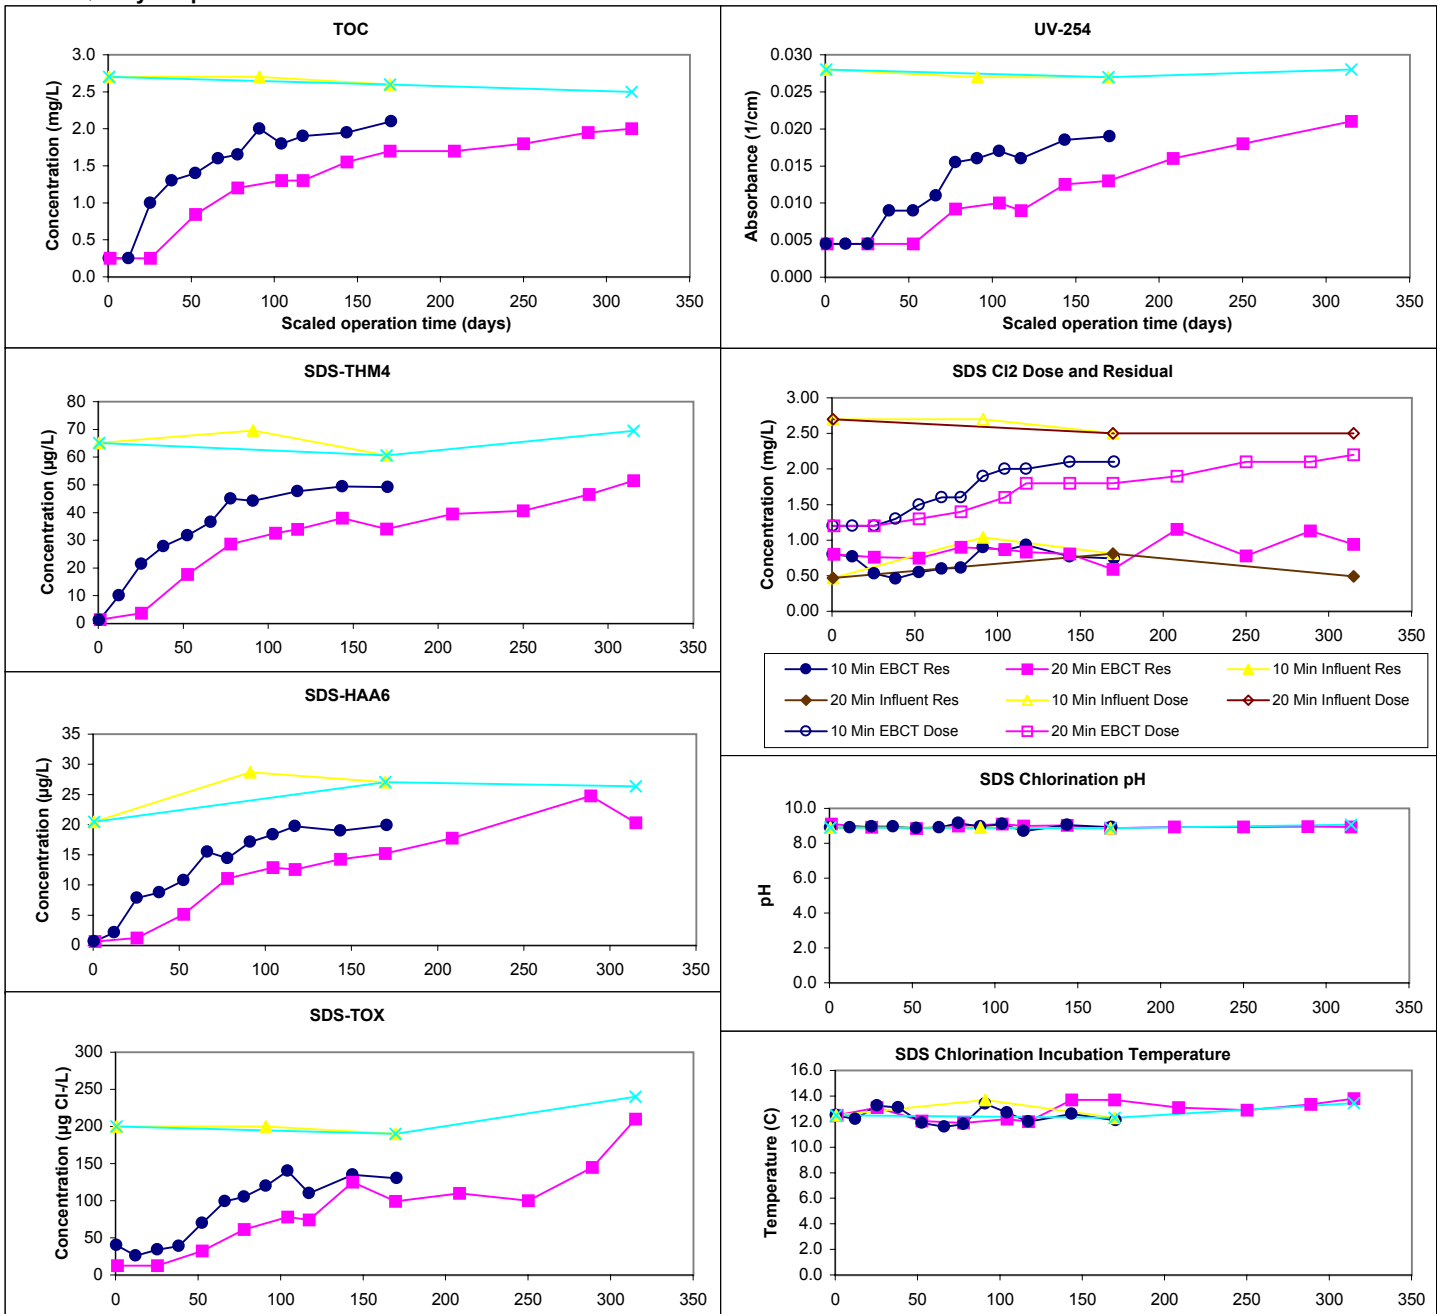 TOC
3.0
2.5
2.0
1.5
1.0
0.5
0.0
Concentration (mg/L)
0 50 100 150 200 250 300 350
Scaled operation time (days)
UV-254
0.030
0.025
0.020
0.015
0.010
0.005
0.000
Absorbance (1/cm)
0 50 100 150 200 250 300 350
Scaled operation time (days)
SDS-THM4
80
70
60
50
40
30
20
10
0
Concentration (µg/L)
0 50 100 150 200 250 300 350
SDS Cl2 Dose and Residual
3.00
2.50
2.00
1.50
1.00
0.50
0.00
Concentration (mg/L)
0 50 100 150 200 250 300 350
10 Min EBCT Res 20 Min EBCT Res 10 Min Influent Res
20 Min Influent Res 10 Min Influent Dose 20 Min Influent Dose
10 Min EBCT Dose 20 Min EBCT Dose
SDS-HAA6
35
30
25
20
15
10
5
0
Concentration (µg/L)
0 50 100 150 200 250 300 350
SDS Chlorination pH
10.0
8.0
6.0
4.0
2.0
0.0
pH
0 50 100 150 200 250 300 350
SDS-TOX
300
250
200
150
100
50
0
Concentration (µg Cl-/L)
0 50 100 150 200 250 300 350
SDS Chlorination Incubation Temperature
16.0
14.0
12.0
10.0
8.0
6.0
4.0
2.0
0.0
Temperature (C)
0 50 100 150 200 250 300 350